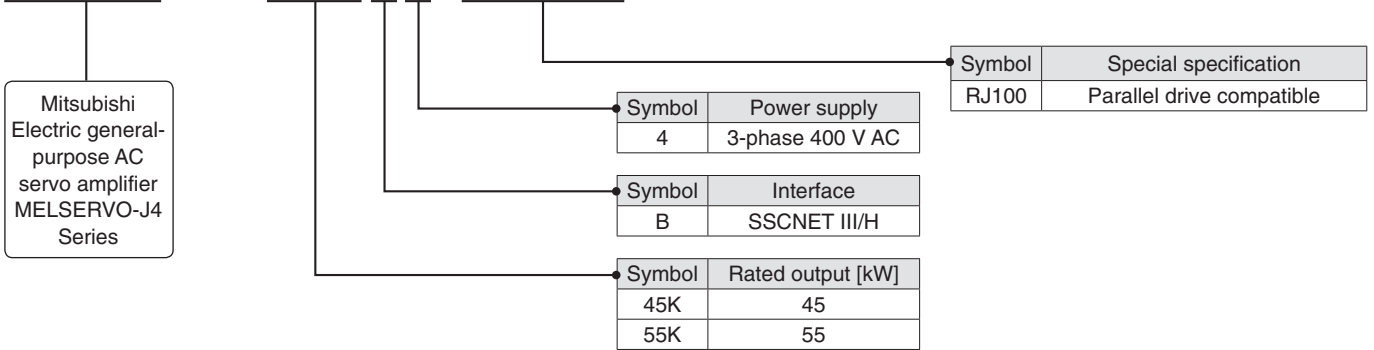 Mitsubishi
Electric general-
purpose AC
servo amplifier
MELSERVO-J4
Series
Symbol Special specification
RJ100 Parallel drive compatible
Symbol Power supply
4 3-phase 400 V AC
Symbol Interface
B SSCNET III/H
Symbol Rated output [kW]
45K 45
55K 55